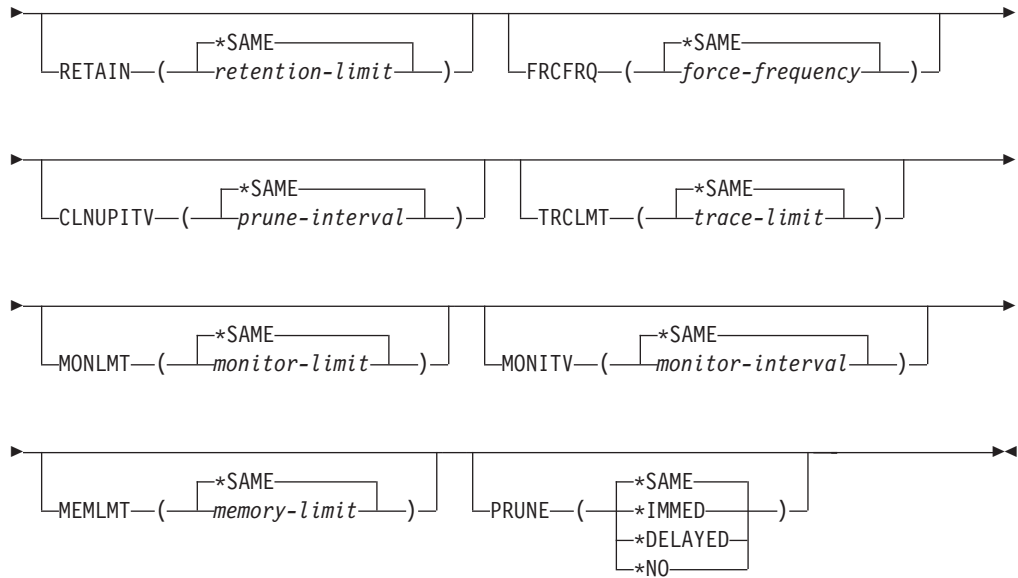 *SAME *SAME
RETAIN ( retention-limit ) FRCFRQ ( force-frequency )
*SAME *SAME
CLNUPITV ( prune-interval ) TRCLMT ( trace-limit )
*SAME *SAME
MONLMT ( monitor-limit ) MONITV ( monitor-interval )
*SAME *SAME
MEMLMT ( memory-limit ) PRUNE ( *IMMED )
*DELAYED
*NO